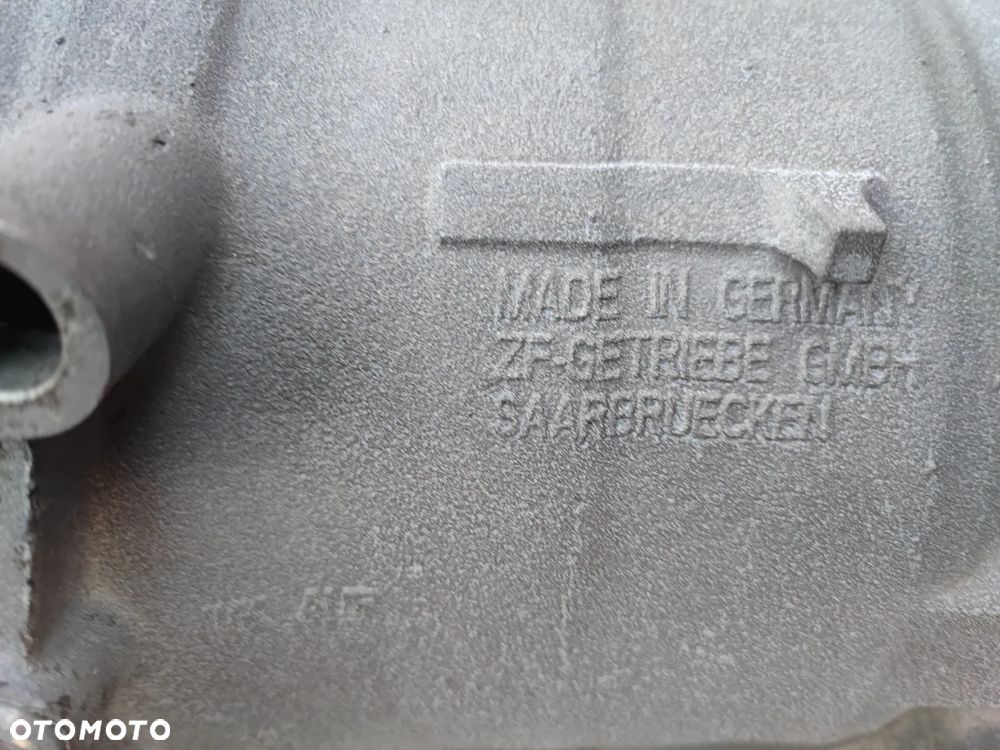 MADE IN GERMANY
ZF-GETRIEBE GMBH
SAARBRUECKEN
OTOMOTO